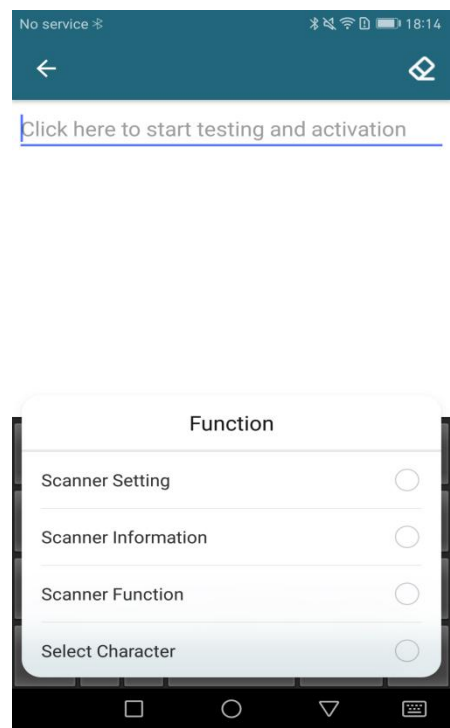 No service
18:14
Click here to start testing and activation
Function
Scanner Setting
Scanner Information
Scanner Function
Select Character